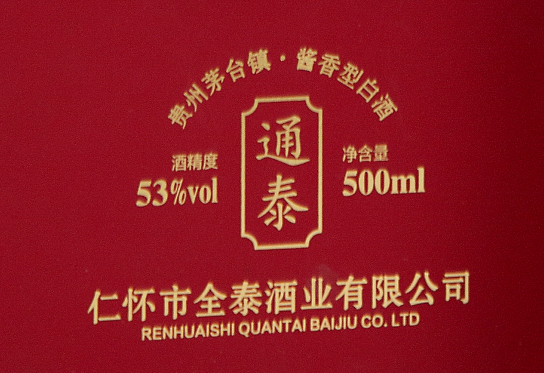 贵州茅台镇·酱香型白酒
通泰
酒精度
53%vol
净含量
500ml
仁怀市全泰酒业有限公司
RENHUAISHI QUANTAI BAIJIU CO. LTD